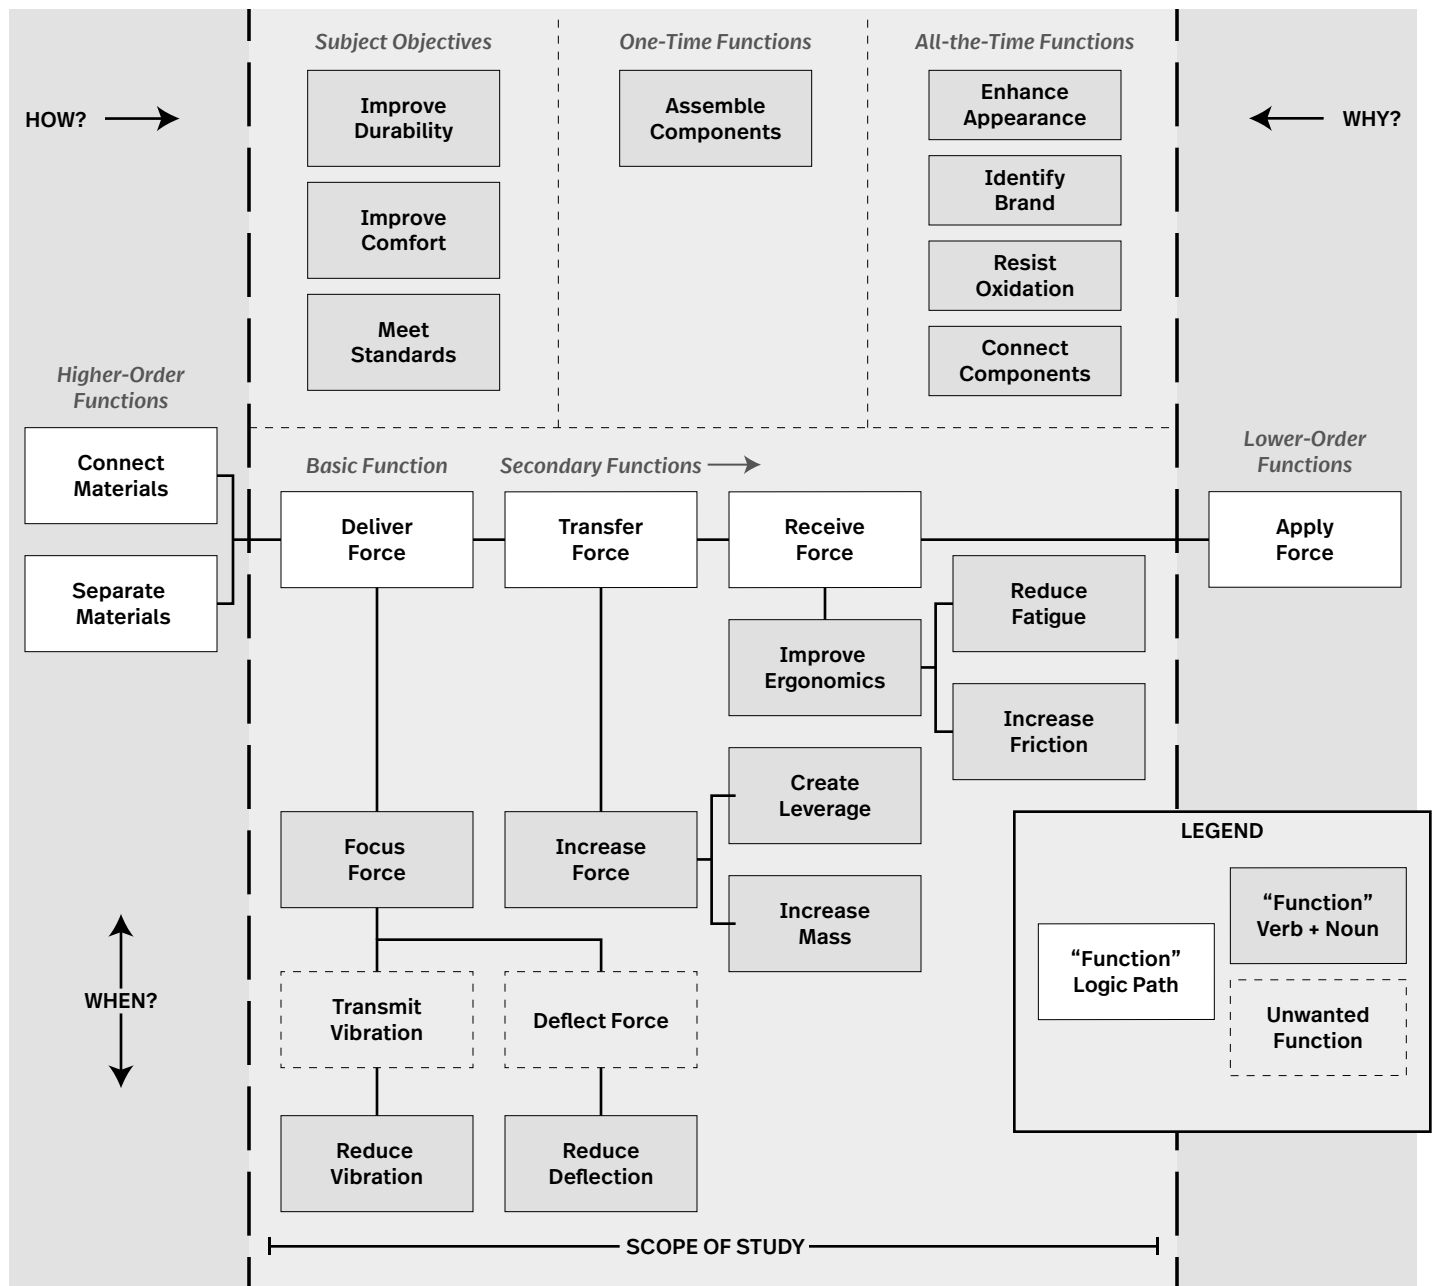 Subject Objectives
One-Time Functions
All-the-Time Functions
HOW?
WHY?
Improve
Durability
Assemble
Components
Enhance
Appearance
Improve
Comfort
Identify
Brand
Meet
Standards
Resist
Oxidation
Connect
Components
Higher-Order
Functions
Connect
Materials
Separate
Materials
Basic Function
Secondary Functions
Lower-Order
Functions
Deliver
Force
Transfer
Force
Receive
Force
Apply
Force
Reduce
Fatigue
Improve
Ergonomics
Increase
Friction
Create
Leverage
Focus
Force
Increase
Force
Increase
Mass
WHEN?
Transmit
Vibration
Deflect Force
Reduce
Vibration
Reduce
Deflection
LEGEND
“Function”
Logic Path
“Function”
Verb + Noun
Unwanted
Function
SCOPE OF STUDY